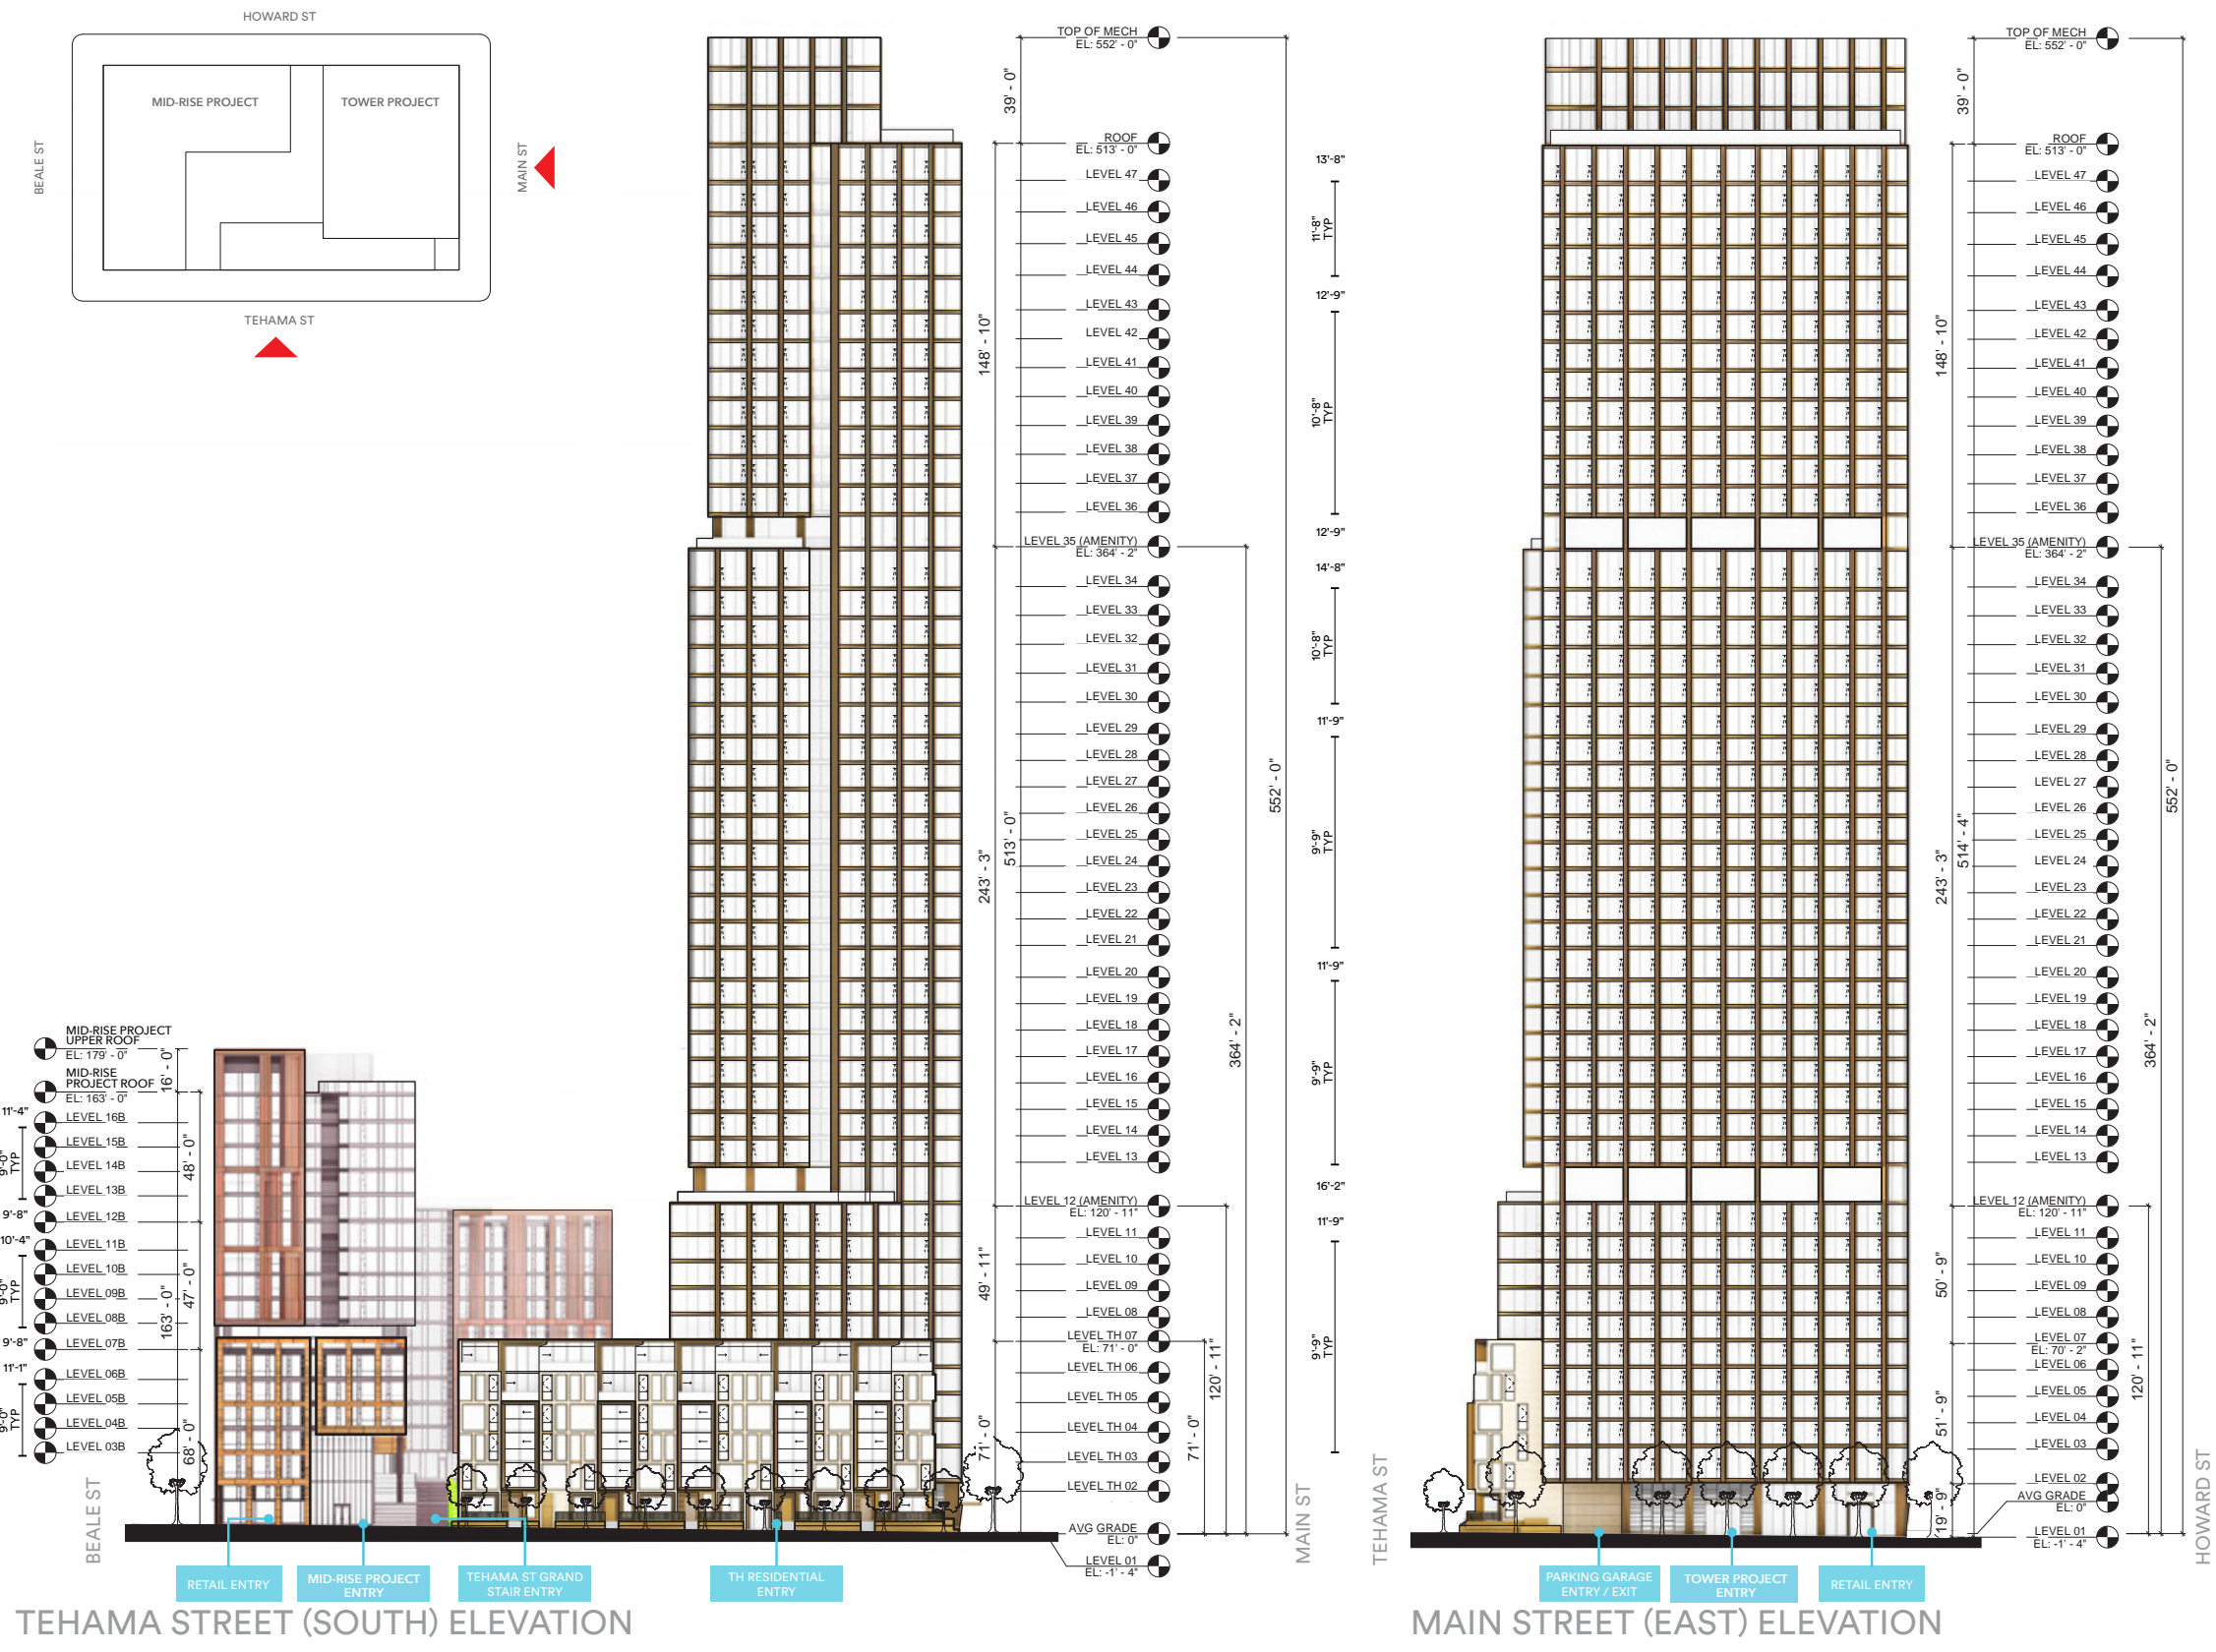 HOWARD ST
MID-RISE PROJECT
TOWER PROJECT
BEALE ST
MAIN ST
TEHAMA ST
MID-RISE PROJECT
UPPER ROOF
EL: 179' - 0"
MID-RISE
PROJECT ROOF
EL: 163' - 0"
LEVEL 16B
LEVEL 15B
LEVEL 14B
LEVEL 13B
LEVEL 12B
LEVEL 11B
LEVEL 10B
LEVEL 09B
LEVEL 08B
LEVEL 07B
LEVEL 06B
LEVEL 05B
LEVEL 04B
LEVEL 03B
11'-4"
9'-0"
TYP
9'-8"
10'-4"
9'-0"
TYP
9'-8"
11'-1"
9'-0"
TYP
16' - 0"
48' - 0"
47' - 0"
163' - 0"
68' - 0"
BEALE ST
TOP OF MECH
EL: 552' - 0"
ROOF
EL: 513' - 0"
LEVEL 47
LEVEL 46
LEVEL 45
LEVEL 44
LEVEL 43
LEVEL 42
LEVEL 41
LEVEL 40
LEVEL 39
LEVEL 38
LEVEL 37
LEVEL 36
LEVEL 35 (AMENITY)
EL: 364' - 2"
LEVEL 34
LEVEL 33
LEVEL 32
LEVEL 31
LEVEL 30
LEVEL 29
LEVEL 28
LEVEL 27
LEVEL 26
LEVEL 25
LEVEL 24
LEVEL 23
LEVEL 22
LEVEL 21
LEVEL 20
LEVEL 19
LEVEL 18
LEVEL 17
LEVEL 16
LEVEL 15
LEVEL 14
LEVEL 13
LEVEL 12 (AMENITY)
EL: 120' - 11"
LEVEL 11
LEVEL 10
LEVEL 09
LEVEL 08
LEVEL TH 07
EL: 71' - 0"
LEVEL TH 06
LEVEL TH 05
LEVEL TH 04
LEVEL TH 03
LEVEL TH 02
AVG GRADE
EL: 0"
LEVEL 01
EL: -1' - 4"
39' - 0"
148' - 10"
243' - 3"
513' - 0"
49' - 11"
71' - 0"
552' - 0"
364' - 2"
120' - 11"
71' - 0"
MAIN ST
RETAIL ENTRY
MID-RISE PROJECT
ENTRY
TEHAMA ST GRAND
STAIR ENTRY
TH RESIDENTIAL
ENTRY
TEHAMA STREET (SOUTH) ELEVATION
13'-8"
11'-8"
TYP
12'-9"
10'-8"
TYP
12'-9"
14'-8"
10'-8"
TYP
11'-9"
9'-9"
TYP
11'-9"
9'-9"
TYP
16'-2"
11'-9"
9'-9"
TYP
TEHAMA ST
TOP OF MECH
EL: 552' - 0"
ROOF
EL: 513' - 0"
LEVEL 47
LEVEL 46
LEVEL 45
LEVEL 44
LEVEL 43
LEVEL 42
LEVEL 41
LEVEL 40
LEVEL 39
LEVEL 38
LEVEL 37
LEVEL 36
LEVEL 35 (AMENITY)
EL: 364' - 2"
LEVEL 34
LEVEL 33
LEVEL 32
LEVEL 31
LEVEL 30
LEVEL 29
LEVEL 28
LEVEL 27
LEVEL 26
LEVEL 25
LEVEL 24
LEVEL 23
LEVEL 22
LEVEL 21
LEVEL 20
LEVEL 19
LEVEL 18
LEVEL 17
LEVEL 16
LEVEL 15
LEVEL 14
LEVEL 13
LEVEL 12 (AMENITY)
EL: 120' - 11"
LEVEL 11
LEVEL 10
LEVEL 09
LEVEL 08
LEVEL 07
EL: 70' - 2"
LEVEL 06
LEVEL 05
LEVEL 04
LEVEL 03
LEVEL 02
AVG GRADE
EL: 0"
LEVEL 01
EL: -1' - 4"
39' - 0"
148' - 10"
243' - 3"
514' - 4"
50' - 9"
51' - 9"
19' - 0"
552' - 0"
364' - 2"
120' - 11"
HOWARD ST
PARKING GARAGE
ENTRY / EXIT
TOWER PROJECT
ENTRY
RETAIL ENTRY
MAIN STREET (EAST) ELEVATION